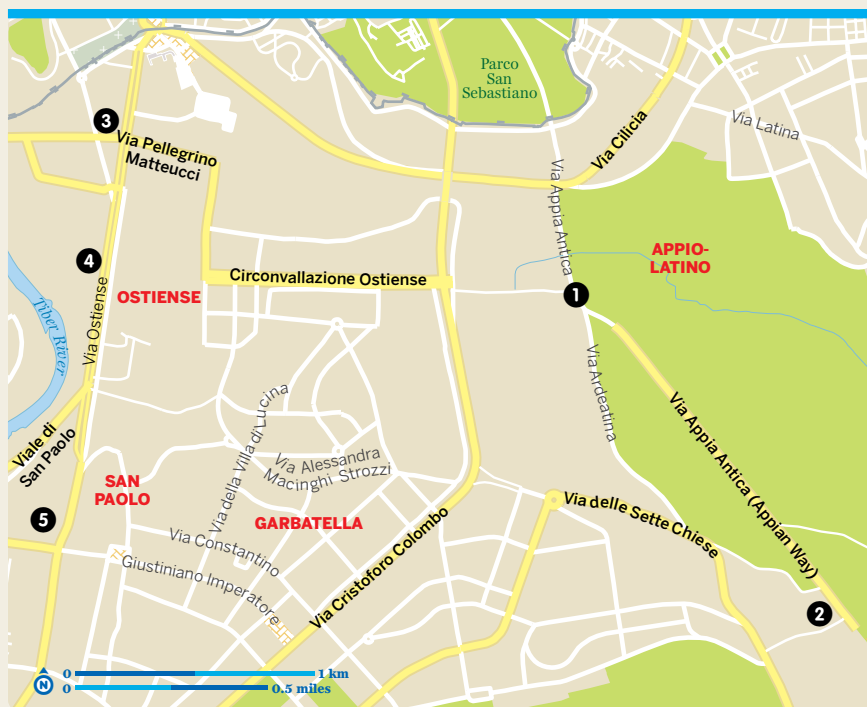 Parco
San
Sebastiano
Via Latina
Via Cilicia
3
Via Pellegrino
Matteucci
Via Appia Antica
APPIO-
LATINO
4
Circonvallazione Ostiense
OSTIENSE
1
Tiber River
Via Ostiense
Via Ardeatina
Via della Villa di Lucina
Via Alessandra
Macinghi Strozzi
Viale di
San Paolo
SAN
PAOLO
Via Appia Antica (Appian Way)
5
GARBATELLA
Via delle Sette Chiese
Via Constantino
Giustiniano Imperatore
Via Cristoforo Colombo
2
N
0 1 km
0 0.5 miles